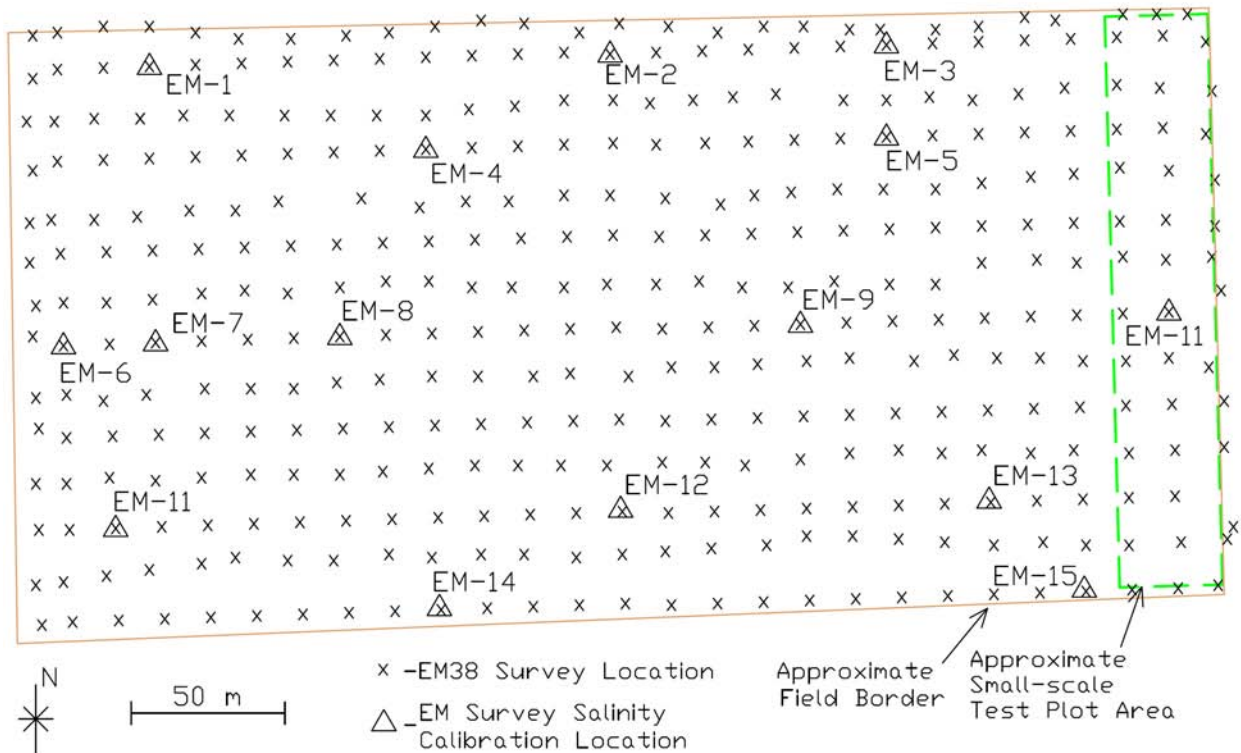 EM-1
EM-2
EM-3
EM-4
EM-5
EM-6
EM-7
EM-8
EM-9
EM-11
EM-11
EM-12
EM-13
EM-14
EM-15
N
50 m
x -EM38 Survey Location
△ -EM Survey Salinity
Calibration Location
Approximate
Field Border
Approximate
Small-scale
Test Plot Area